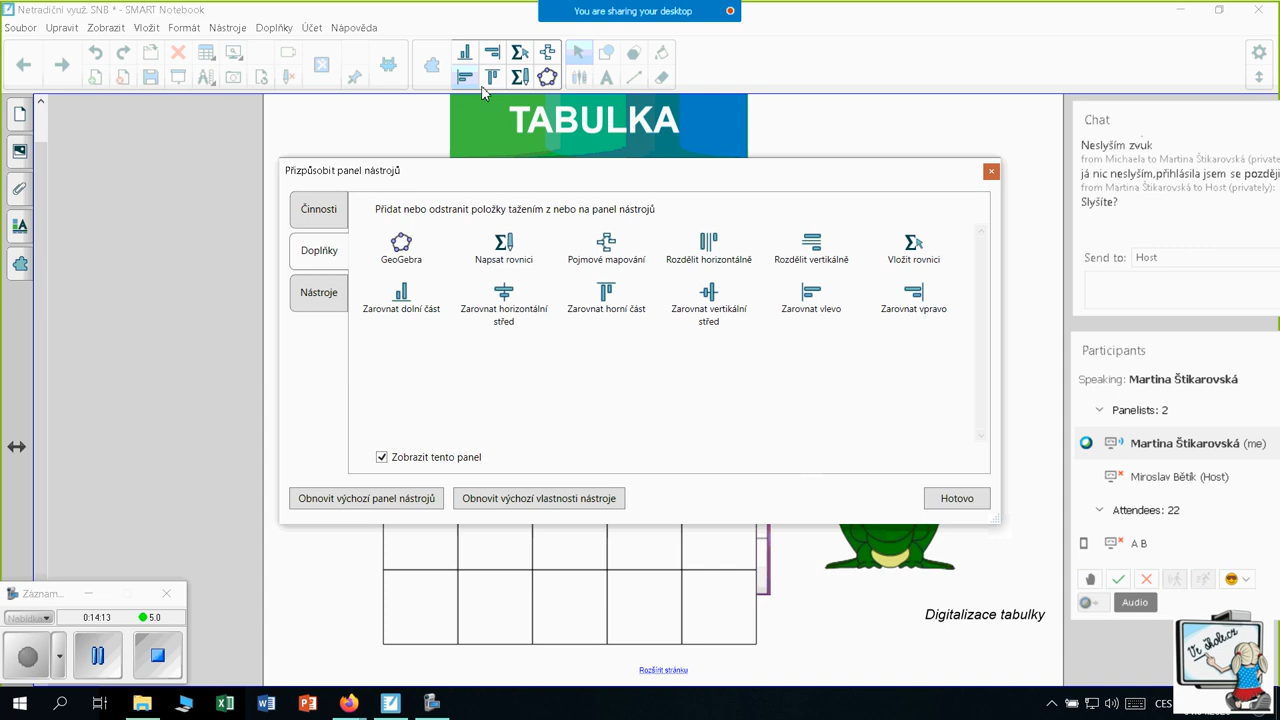 Netradiční využ. SNB * - SMART Notebook
You are sharing your desktop
Soubor Upravit Zobrazit Vložit Formát Nástroje Doplňky Účet Nápověda
TABULKA
Přizpůsobit panel nástrojů
Činnosti
Doplňky
Nástroje
Přidat nebo odstranit položky tažením z nebo na panel nástrojů
GeoGebra Napsat rovnici Pojmové mapování Rozdělit horizontálně Rozdělit vertikálně Vložit rovnici
Zarovnat dolní část Zarovnat horizontální střed Zarovnat horní část Zarovnat vertikální střed Zarovnat vlevo Zarovnat vpravo
Zobrazit tento panel
Obnovit výchozí panel nástrojů Obnovit výchozí vlastnosti nástroje Hotovo
Chat
Neslyším zvuk
from Michaela to Martina Štikarovská (private
já nic neslyším,přihlásila jsem se později
from Martina Štikarovská to Host (privately):
Slyšíte?
Send to: Host
Participants
Speaking: Martina Štikarovská
Panelists: 2
Martina Štikarovská (me)
Miroslav Bětík (Host)
Attendees: 22
A B
Audio
Digitalizace tabulky
Rozšířit stránku
Záznam...
Nabídka
0:14:13 5.0
Ve škole.cz
CES